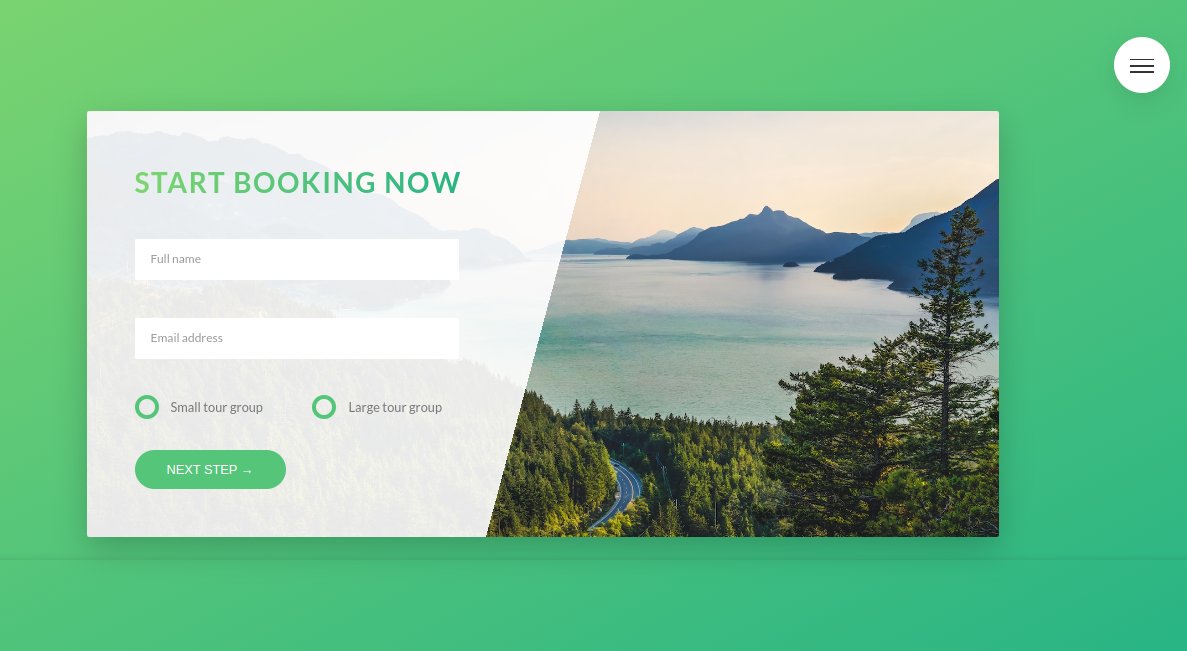 START BOOKING NOW
Full name
Email address
Small tour group
Large tour group
NEXT STEP →